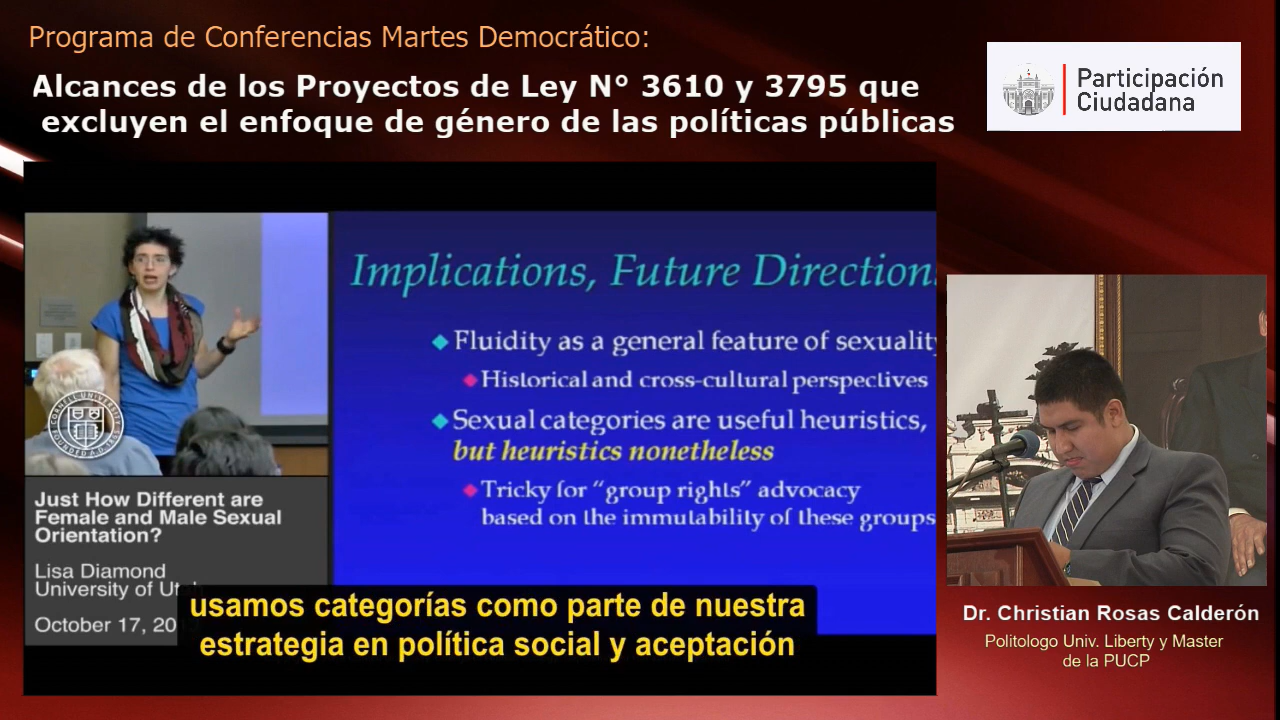 Programa de Conferencias Martes Democrático:
Alcances de los Proyectos de Ley N° 3610 y 3795 que
excluyen el enfoque de género de las políticas públicas
Participación
Ciudadana
Implications, Future Direction
Fluidity as a general feature of sexuality
Historical and cross-cultural perspectives
Sexual categories are useful heuristics,
but heuristics nonetheless
Tricky for "group rights" advocacy
based on the immutability of these groups
CORNELL UNIVERSITY
FOUNDED A.D.
Just How Different are
Female and Male Sexual
Orientation?
Lisa Diamond
University of Utah
October 17, 20
usamos categorías como parte de nuestra
estrategia en política social y aceptación
Dr. Christian Rosas Calderón
Politologo Univ. Liberty y Master
de la PUCP